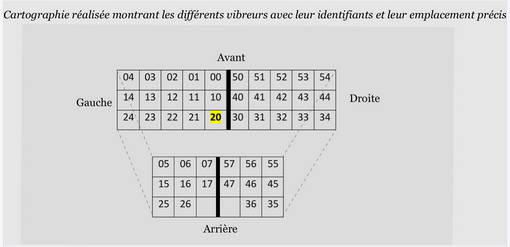 Cartographie réalisée montrant les différents vibreurs avec leur identifiants et leur emplacement précis
Avant
04 03 02 01 00 50 51 52 53 54
Gauche 14 13 12 11 10 40 41 42 43 44 Droite
24 23 22 21 20 30 31 32 33 34
05 06 07 57 56 55
15 16 17 47 46 45
25 26 36 35
Arrière